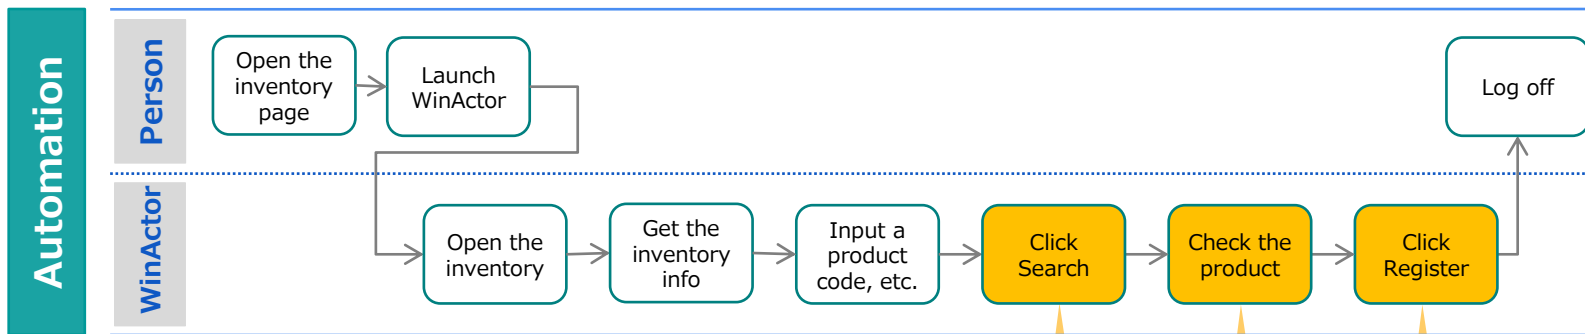 Automation
Person
Open the
inventory
page
Launch
WinActor
Log off
WinActor
Open the
inventory
Get the
inventory
info
Input a
product
code, etc.
Click
Search
Check the
product
Click
Register